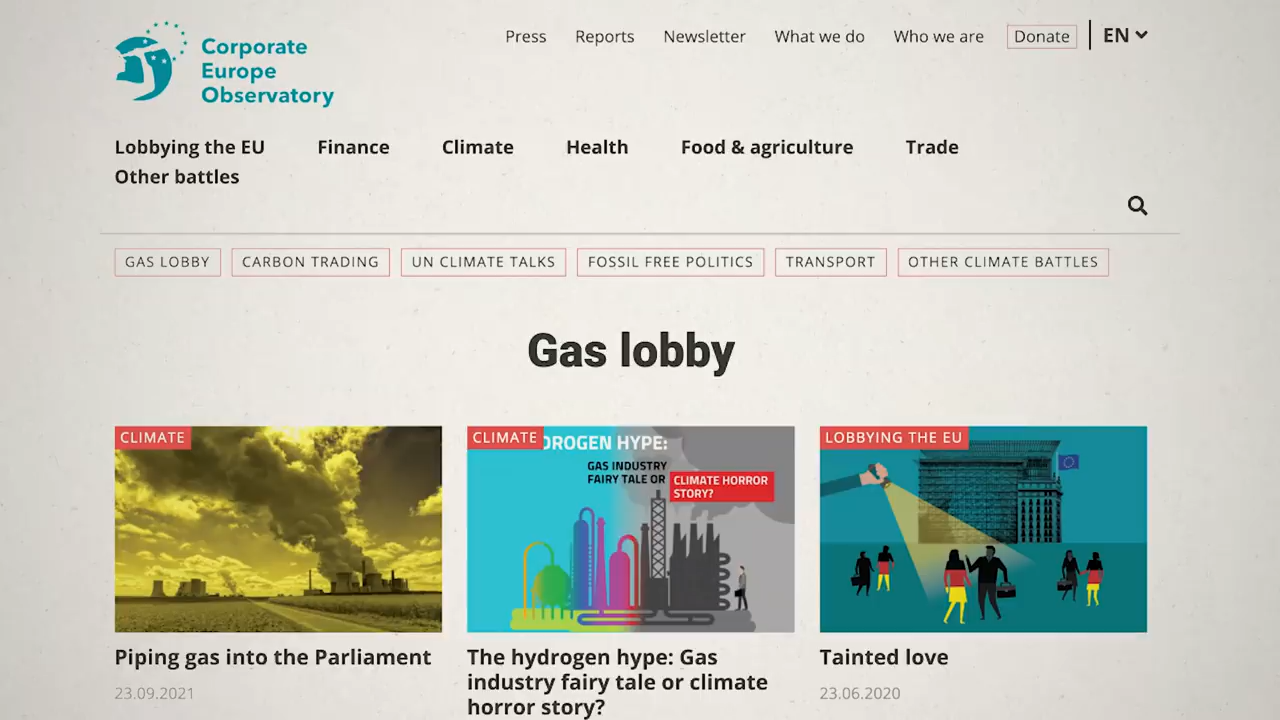 Corporate
Europe
Observatory
Press Reports Newsletter What we do Who we are Donate EN
Lobbying the EU Finance Climate Health Food & agriculture Trade
Other battles
GAS LOBBY CARBON TRADING UN CLIMATE TALKS FOSSIL FREE POLITICS TRANSPORT OTHER CLIMATE BATTLES
Gas lobby
CLIMATE
CLIMATE
DROGEN HYPE:
GAS INDUSTRY
FAIRY TALE OR
CLIMATE HORROR
STORY?
LOBBYING THE EU
Piping gas into the Parliament
23.09.2021
The hydrogen hype: Gas
industry fairy tale or climate
horror story?
Tainted love
23.06.2020